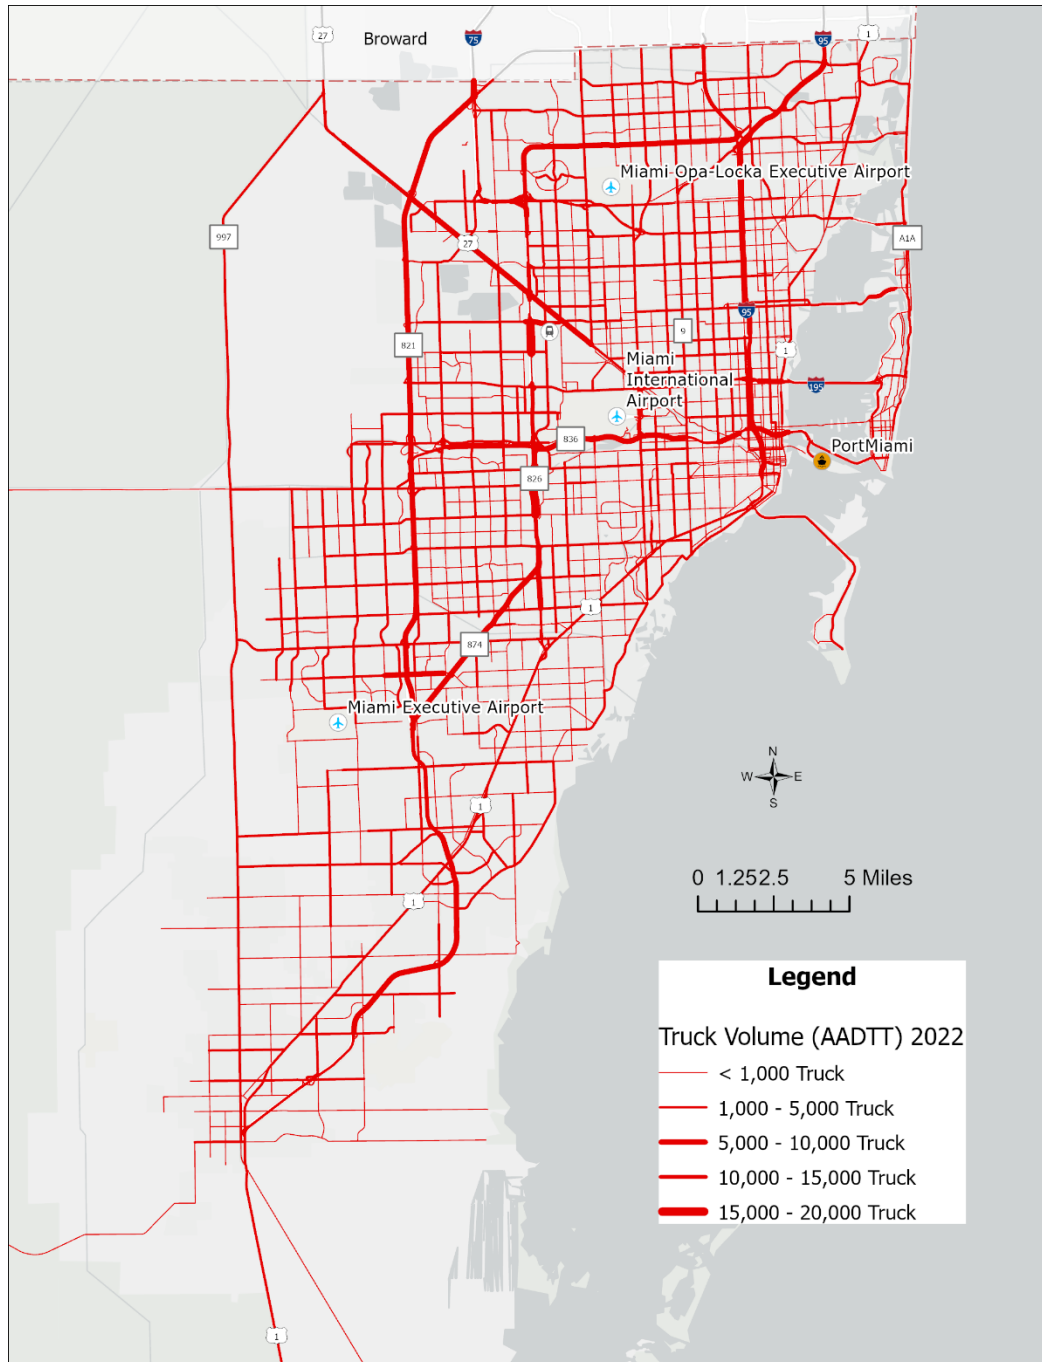 27
Broward
75
95
1
Miami Opa-Locka Executive Airport
997
27
A1A
95
9
821
1
Miami
International
Airport
195
836
PortMiami
826
1
874
Miami Executive Airport
N
W E
S
1
0 1.252.5 5 Miles
1
Legend
Truck Volume (AADTT) 2022
< 1,000 Truck
1,000 - 5,000 Truck
5,000 - 10,000 Truck
10,000 - 15,000 Truck
15,000 - 20,000 Truck
1